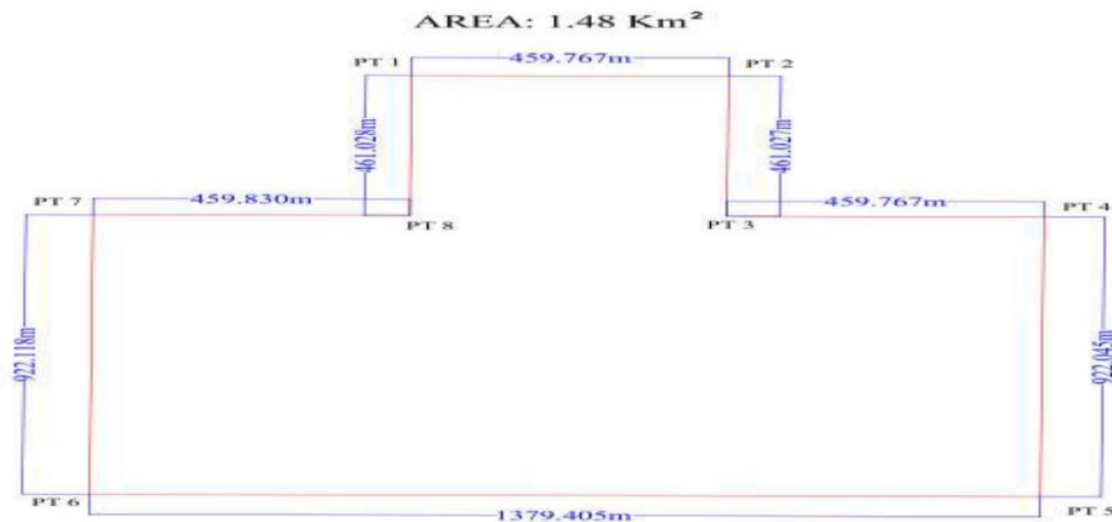 AREA: 1.48 Km²
PT 1
459.767m
PT 2
461.028m
461.027m
PT 7
459.830m
PT 8
PT 3
459.767m
PT 4
922.118m
922.045m
PT 6
1379.405m
PT 5